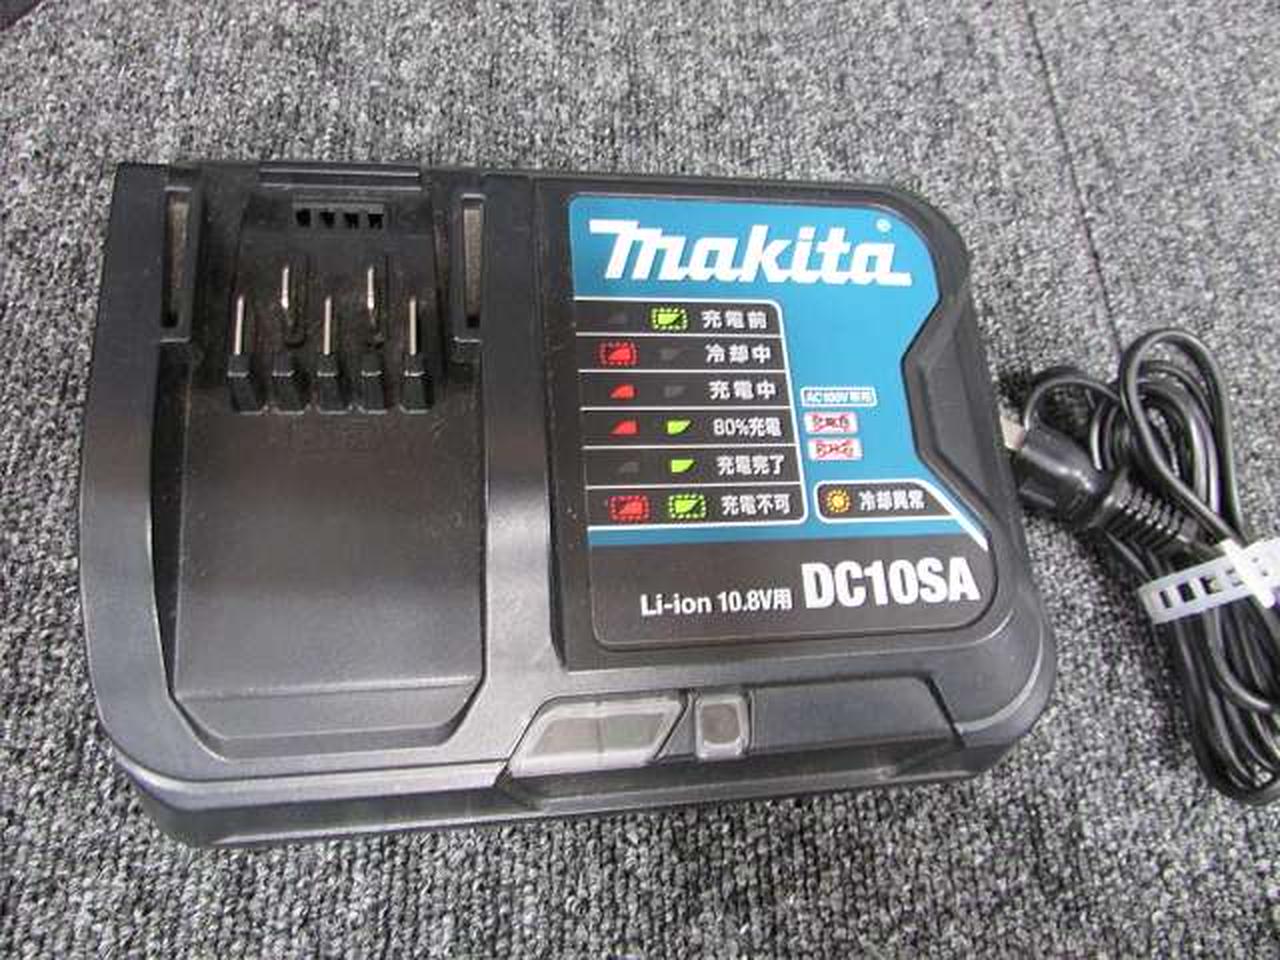 makita®
充電前
冷却中
充電中
80%充電
充電完了
充電不可
AC100V専用
冷却異常
Li-ion 10.8V用 DC10SA